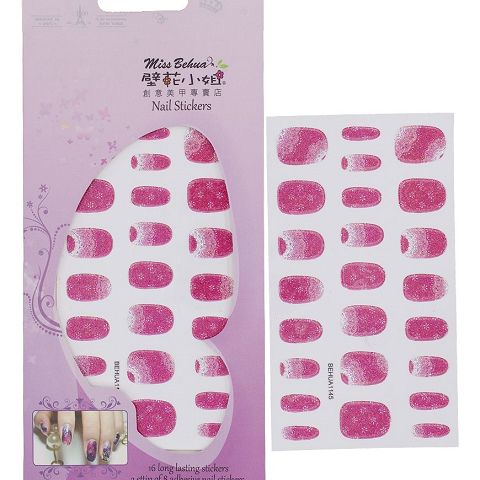 Miss Behua
壁花小姐®
創意美甲專賣店
Nail Stickers
BEHUA11
16 long lasting stickers
BEHUA1145